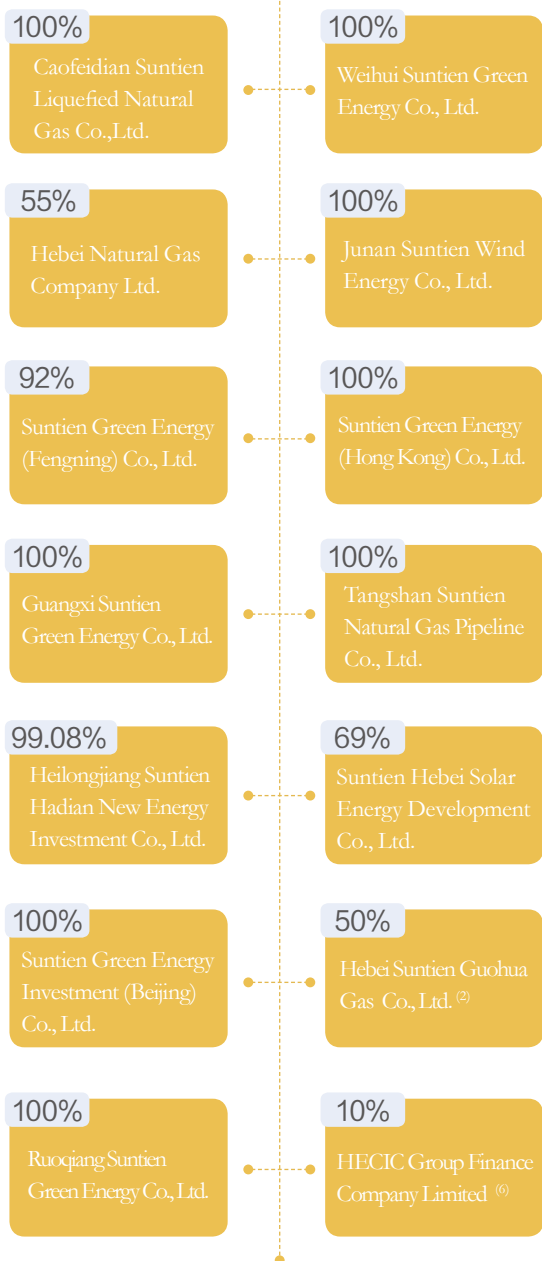 100%
Caofeidian Suntien
Liquefied Natural
Gas Co.,Ltd.
100%
Weihui Suntien Green
Energy Co., Ltd.
55%
Hebei Natural Gas
Company Ltd.
100%
Junan Suntien Wind
Energy Co., Ltd.
92%
Suntien Green Energy
(Fengning) Co., Ltd.
100%
Suntien Green Energy
(Hong Kong) Co., Ltd.
100%
Guangxi Suntien
Green Energy Co., Ltd.
100%
Tangshan Suntien
Natural Gas Pipeline
Co., Ltd.
99.08%
Heilongjiang Suntien
Hadian New Energy
Investment Co., Ltd.
69%
Suntien Hebei Solar
Energy Development
Co., Ltd.
100%
Suntien Green Energy
Investment (Beijing)
Co., Ltd.
50%
Hebei Suntien Guohua
Gas Co., Ltd. (2)
100%
Ruoqiang Suntien
Green Energy Co., Ltd.
10%
HECIC Group Finance
Company Limited (6)